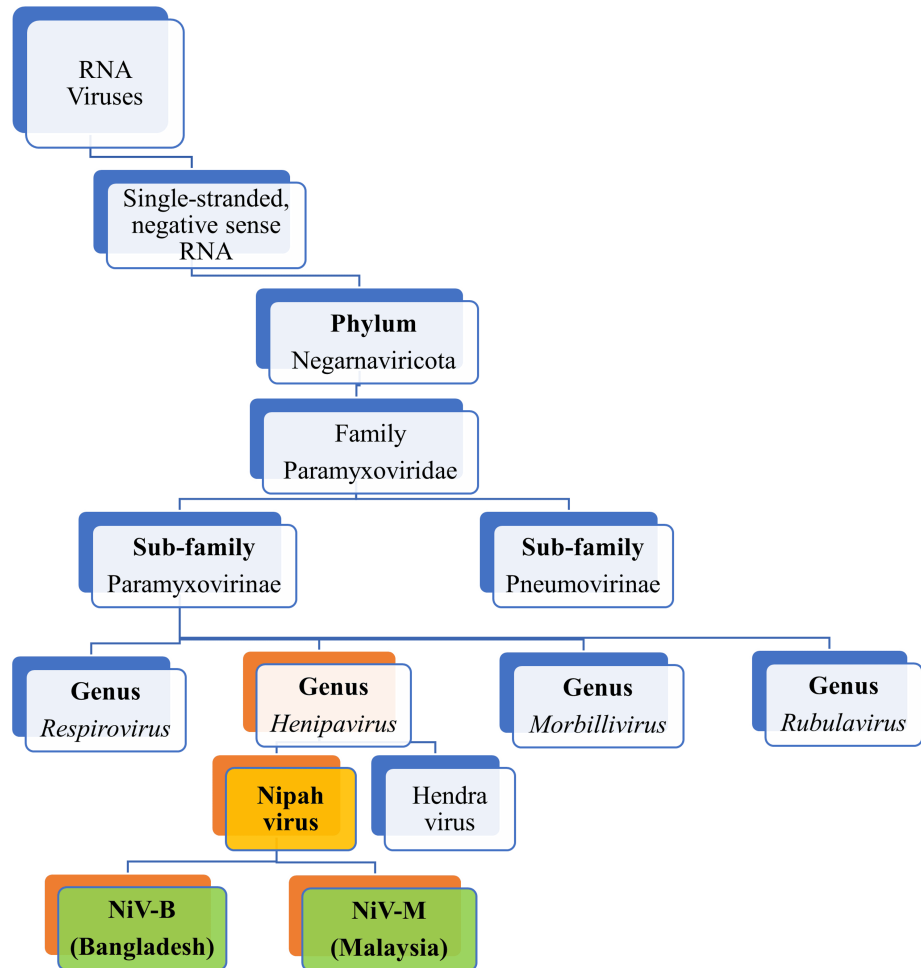 RNA
Viruses
Single-stranded,
negative sense
RNA
Phylum
Negarnaviricota
Family
Paramyxoviridae
Sub-family
Paramyxovirinae
Sub-family
Pneumovirinae
Genus
Respirovirus
Genus
Henipavirus
Genus
Morbillivirus
Genus
Rubulavirus
Nipah
virus
Hendra
virus
NiV-B
(Bangladesh)
NiV-M
(Malaysia)